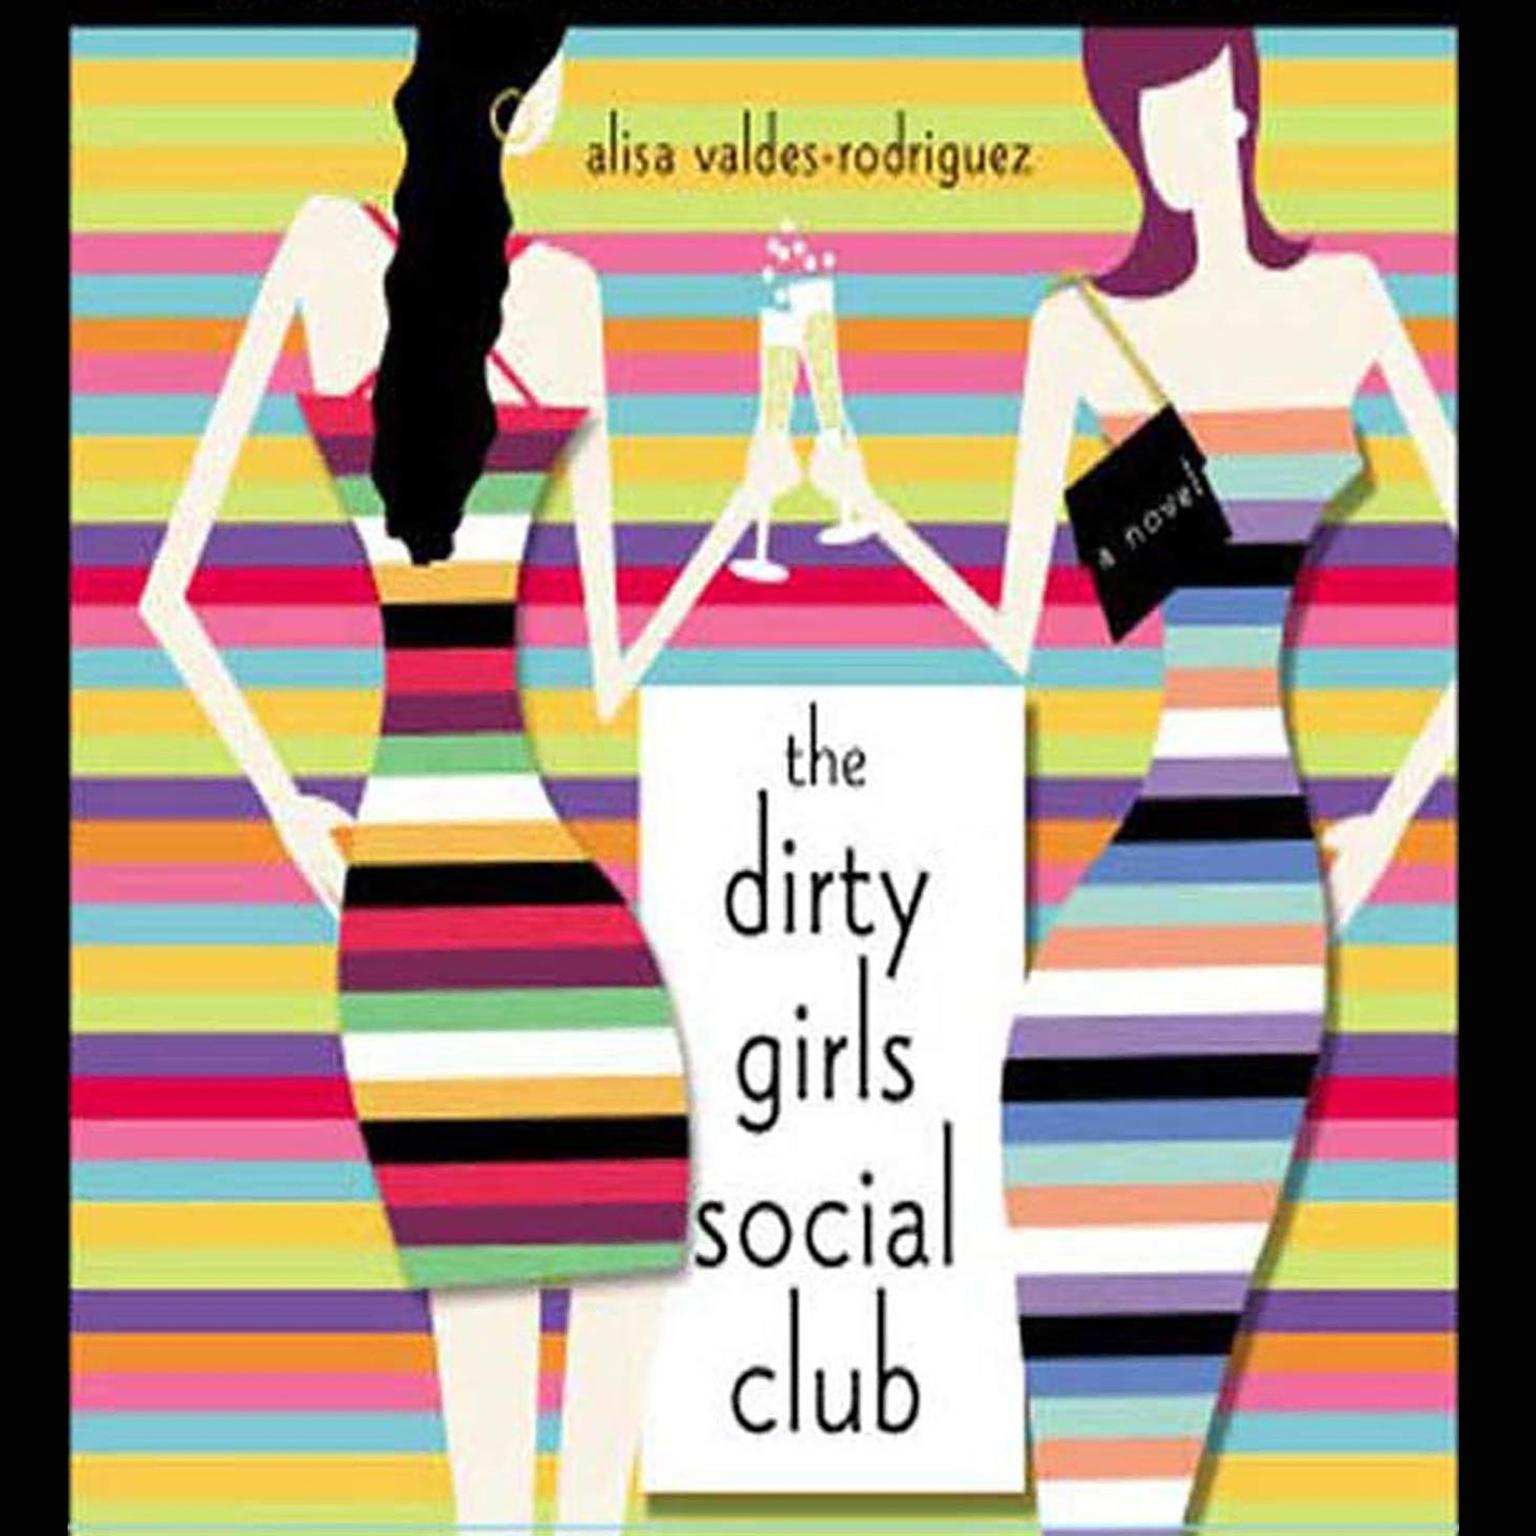 alisa valdes-rodriguez
a novel
the
dirty
girls
social
club